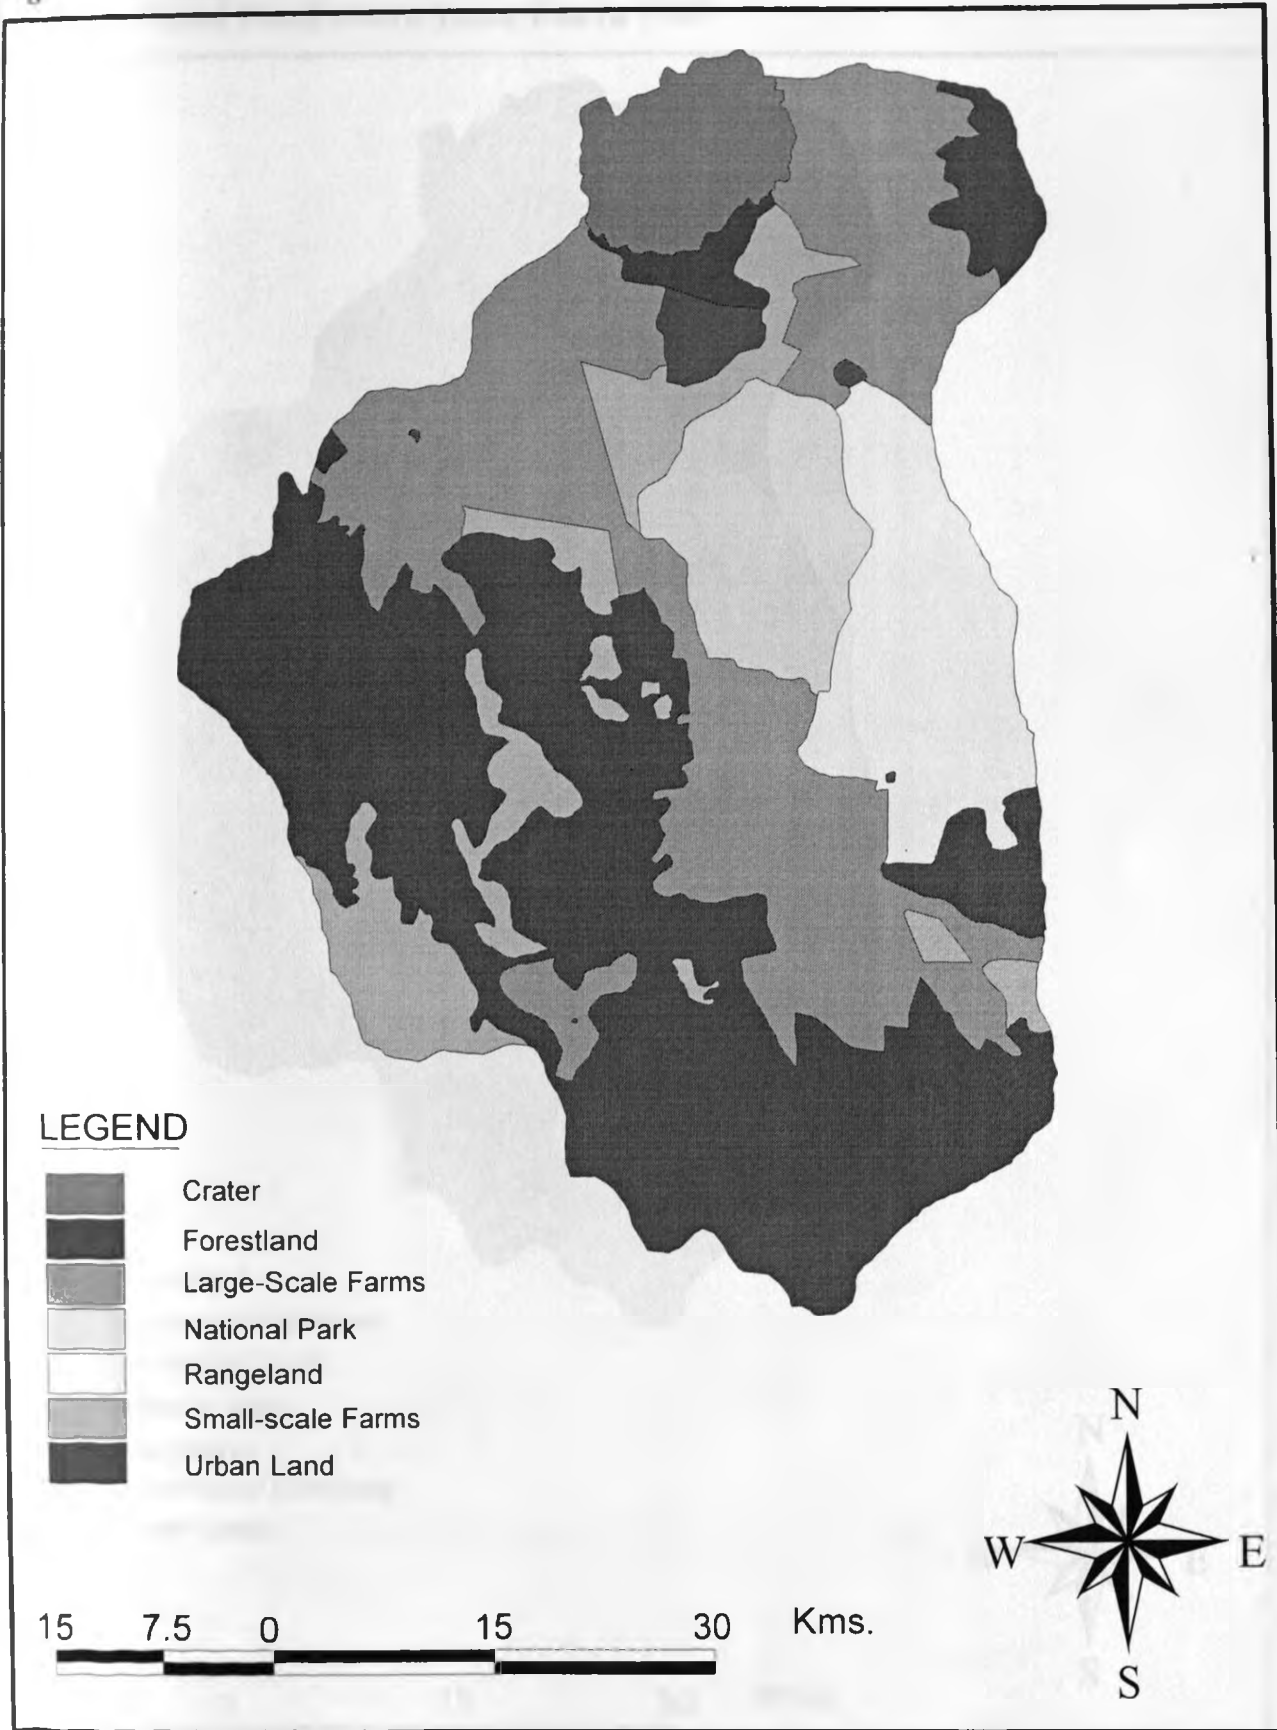 LEGEND
Crater
Forestland
Large-Scale Farms
National Park
Rangeland
Small-scale Farms
Urban Land
N
W E
S
15 7.5 0 15 30 Kms.